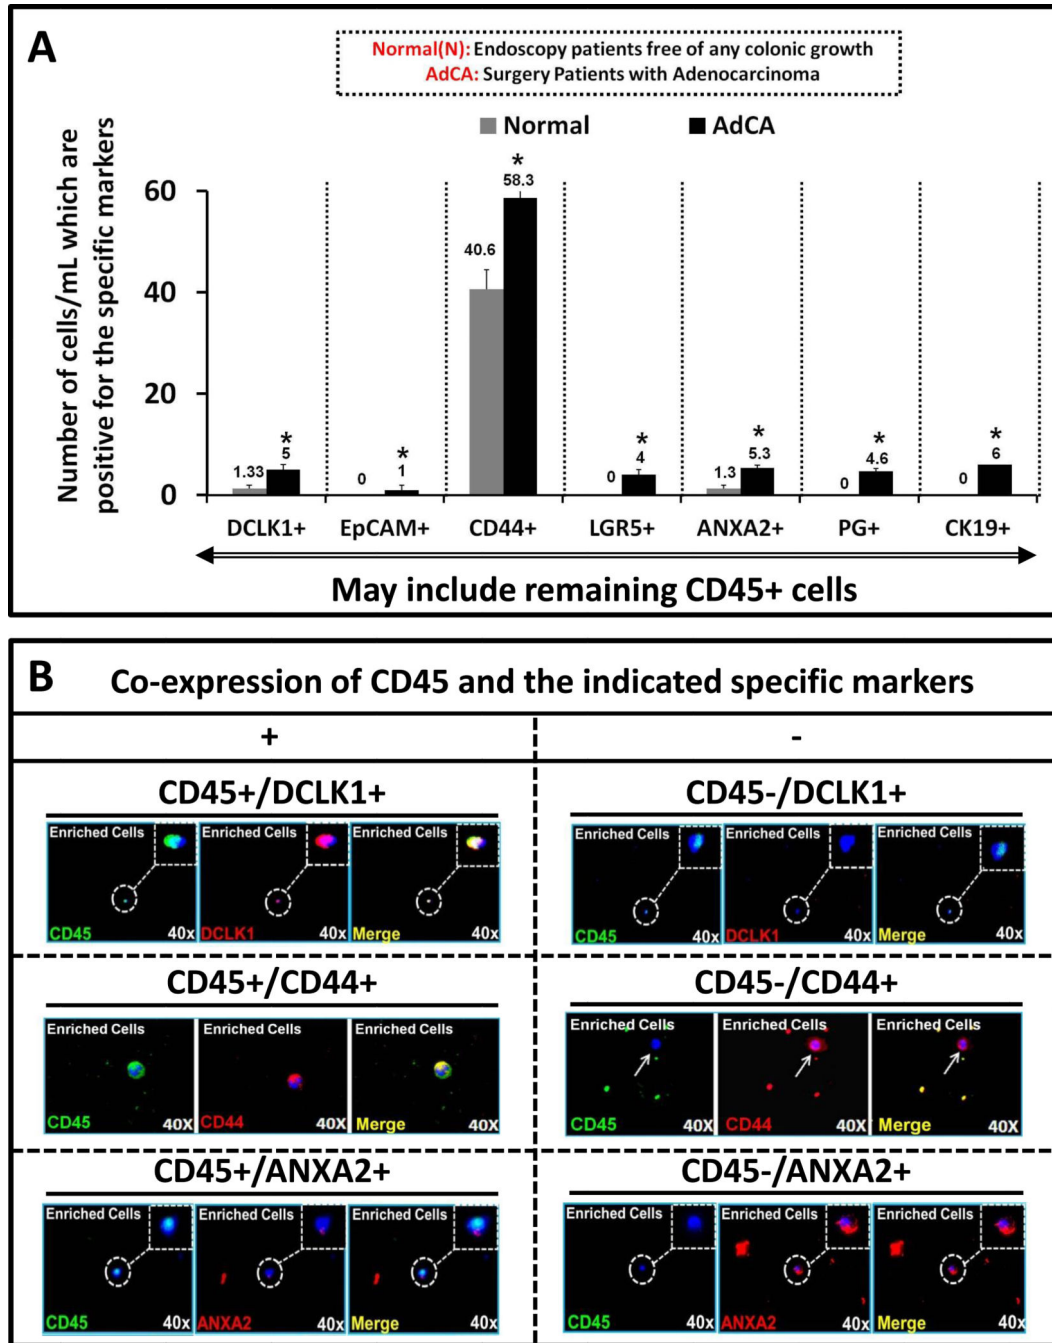 A
Normal(N): Endoscopy patients free of any colonic growth
AdCA: Surgery Patients with Adenocarcinoma
Normal AdCA
Number of cells/mL which are
positive for the specific markers
60
40
20
0
1.33
*
5
0
*
1
40.6
*
58.3
0
*
4
1.3
*
5.3
0
*
4.6
0
*
6
DCLK1+ EpCAM+ CD44+ LGR5+ ANXA2+ PG+ CK19+
May include remaining CD45+ cells
B
Co-expression of CD45 and the indicated specific markers
+ -
CD45+/DCLK1+
Enriched Cells Enriched Cells Enriched Cells
CD45 40x DCLK1 40x Merge 40x
CD45-/DCLK1+
Enriched Cells Enriched Cells Enriched Cells
CD45 40x DCLK1 40x Merge 40x
CD45+/CD44+
Enriched Cells Enriched Cells Enriched Cells
CD45 40X CD44 40X Merge 40X
CD45-/CD44+
Enriched Cells Enriched Cells Enriched Cells
CD45 40X CD44 40X Merge 40X
CD45+/ANXA2+
Enriched Cells Enriched Cells Enriched Cells
CD45 40x ANXA2 40x Merge 40x
CD45-/ANXA2+
Enriched Cells Enriched Cells Enriched Cells
CD45 40x ANXA2 40x Merge 40x